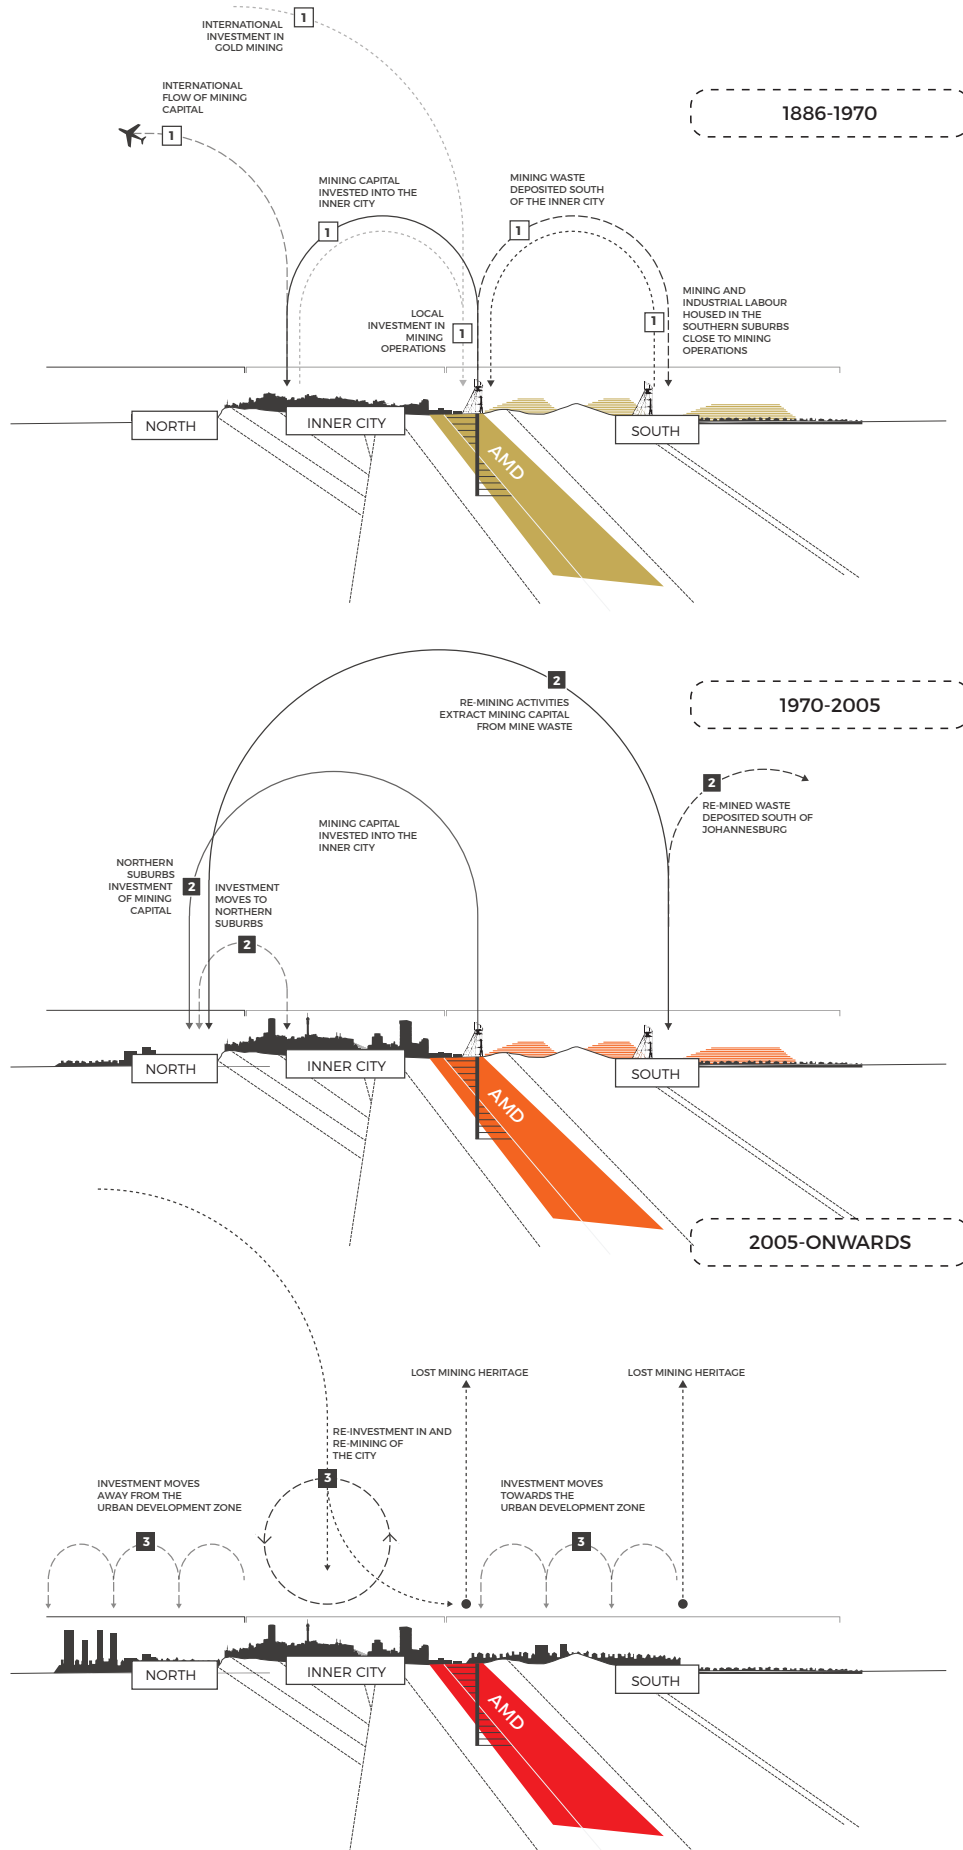 INTERNATIONAL
INVESTMENT IN
GOLD MINING
1
INTERNATIONAL
FLOW OF MINING
CAPITAL
1
1886-1970
MINING CAPITAL
INVESTED INTO THE
INNER CITY
1
MINING WASTE
DEPOSITED SOUTH
OF THE INNER CITY
1
LOCAL
INVESTMENT IN
MINING
OPERATIONS
1
1
MINING AND
INDUSTRIAL LABOUR
HOUSED IN THE
SOUTHERN SUBURBS
CLOSE TO MINING
OPERATIONS
NORTH
INNER CITY
AMD
SOUTH
2
RE-MINING ACTIVITIES
EXTRACT MINING CAPITAL
FROM MINE WASTE
1970-2005
2
RE-MINED WASTE
DEPOSITED SOUTH OF
JOHANNESBURG
MINING CAPITAL
INVESTED INTO THE
INNER CITY
NORTHERN
SUBURBS
INVESTMENT
OF MINING
CAPITAL
2
INVESTMENT
MOVES TO
NORTHERN
SUBURBS
2
NORTH
INNER CITY
AMD
SOUTH
2005-ONWARDS
LOST MINING HERITAGE
LOST MINING HERITAGE
RE-INVESTMENT IN AND
RE-MINING OF
THE CITY
3
INVESTMENT MOVES
AWAY FROM THE
URBAN DEVELOPMENT ZONE
3
INVESTMENT MOVES
TOWARDS THE
URBAN DEVELOPMENT ZONE
3
NORTH
INNER CITY
AMD
SOUTH